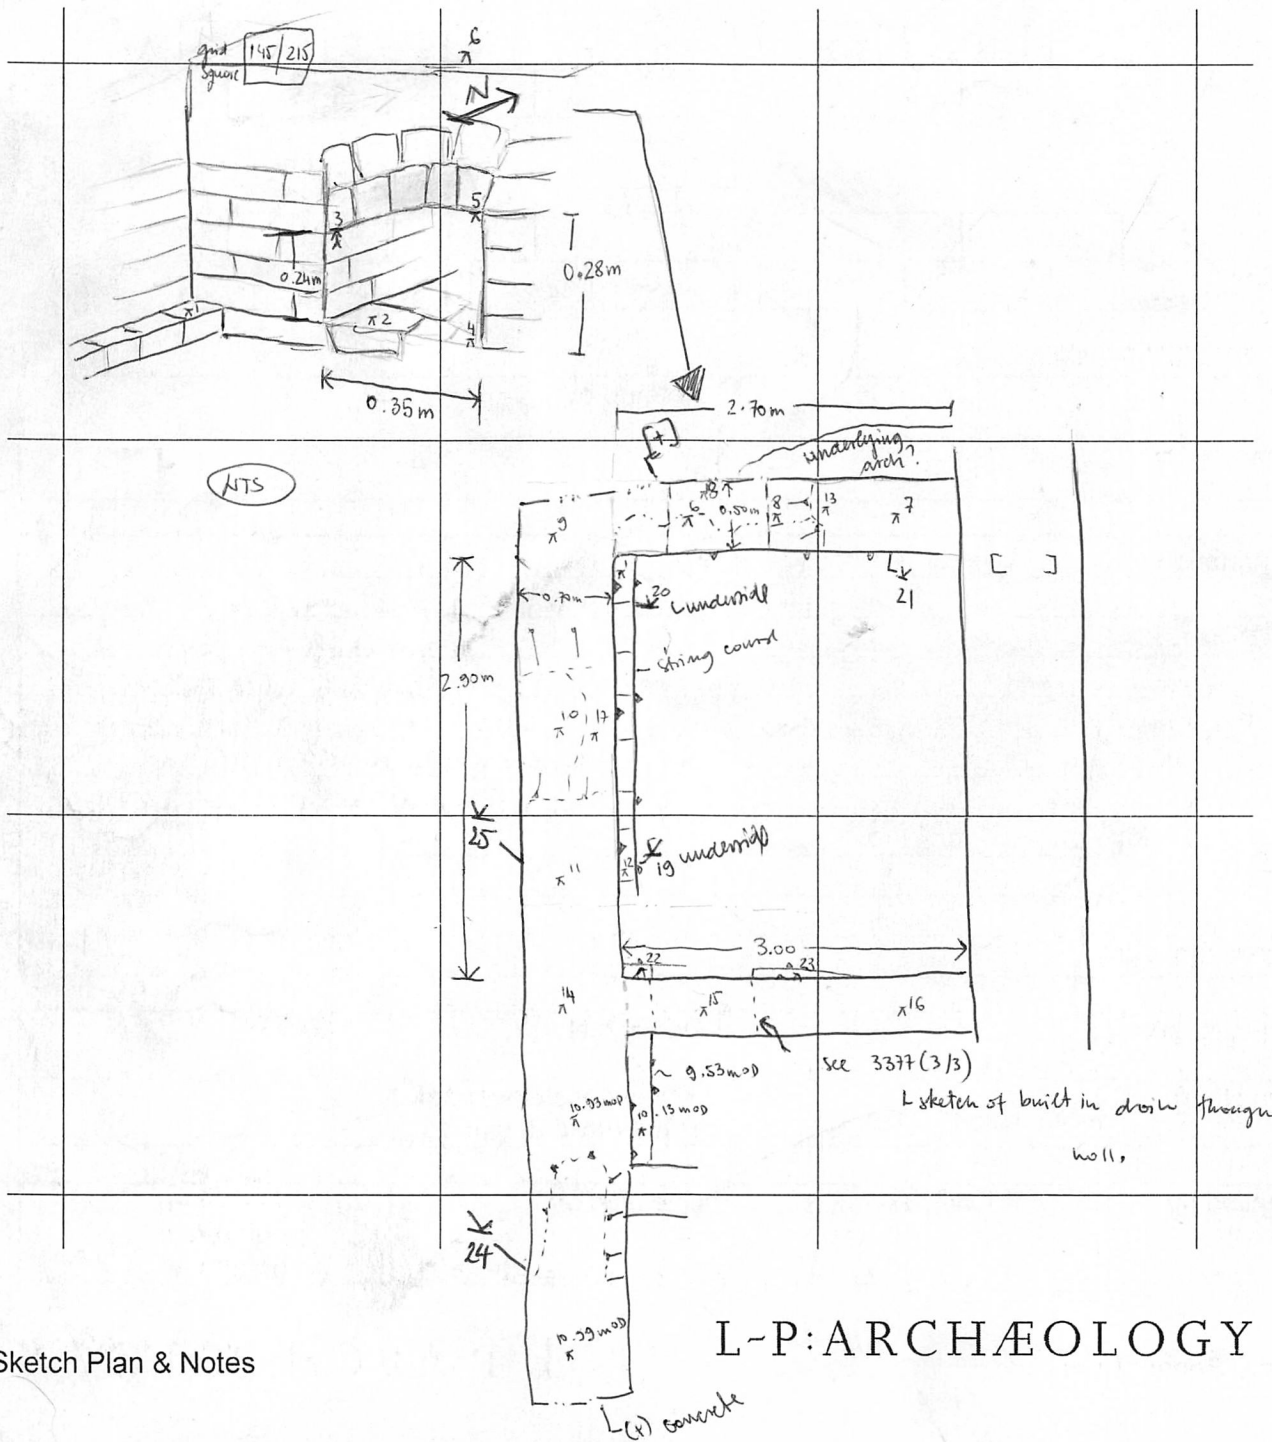 grid 145/215
square
6
N
3
5
0.24m
0.28m
1
2
4
0.35m
2.70m
[+]
underlying
arch?
NTS
9
18
6
0.50m
8
13
7
[ ]
1
0.70m
20
underside
21
string course
2.90m
10
17
25
11
12
19 underside
3.00
22
23
14
15
16
9.53mOD
see 3377 (3/3)
sketch of built in drain through
wall.
10.93mOD
10.13mOD
24
10.99mOD
L~P:ARCHÆOLOGY
Sketch Plan & Notes
(x) concrete